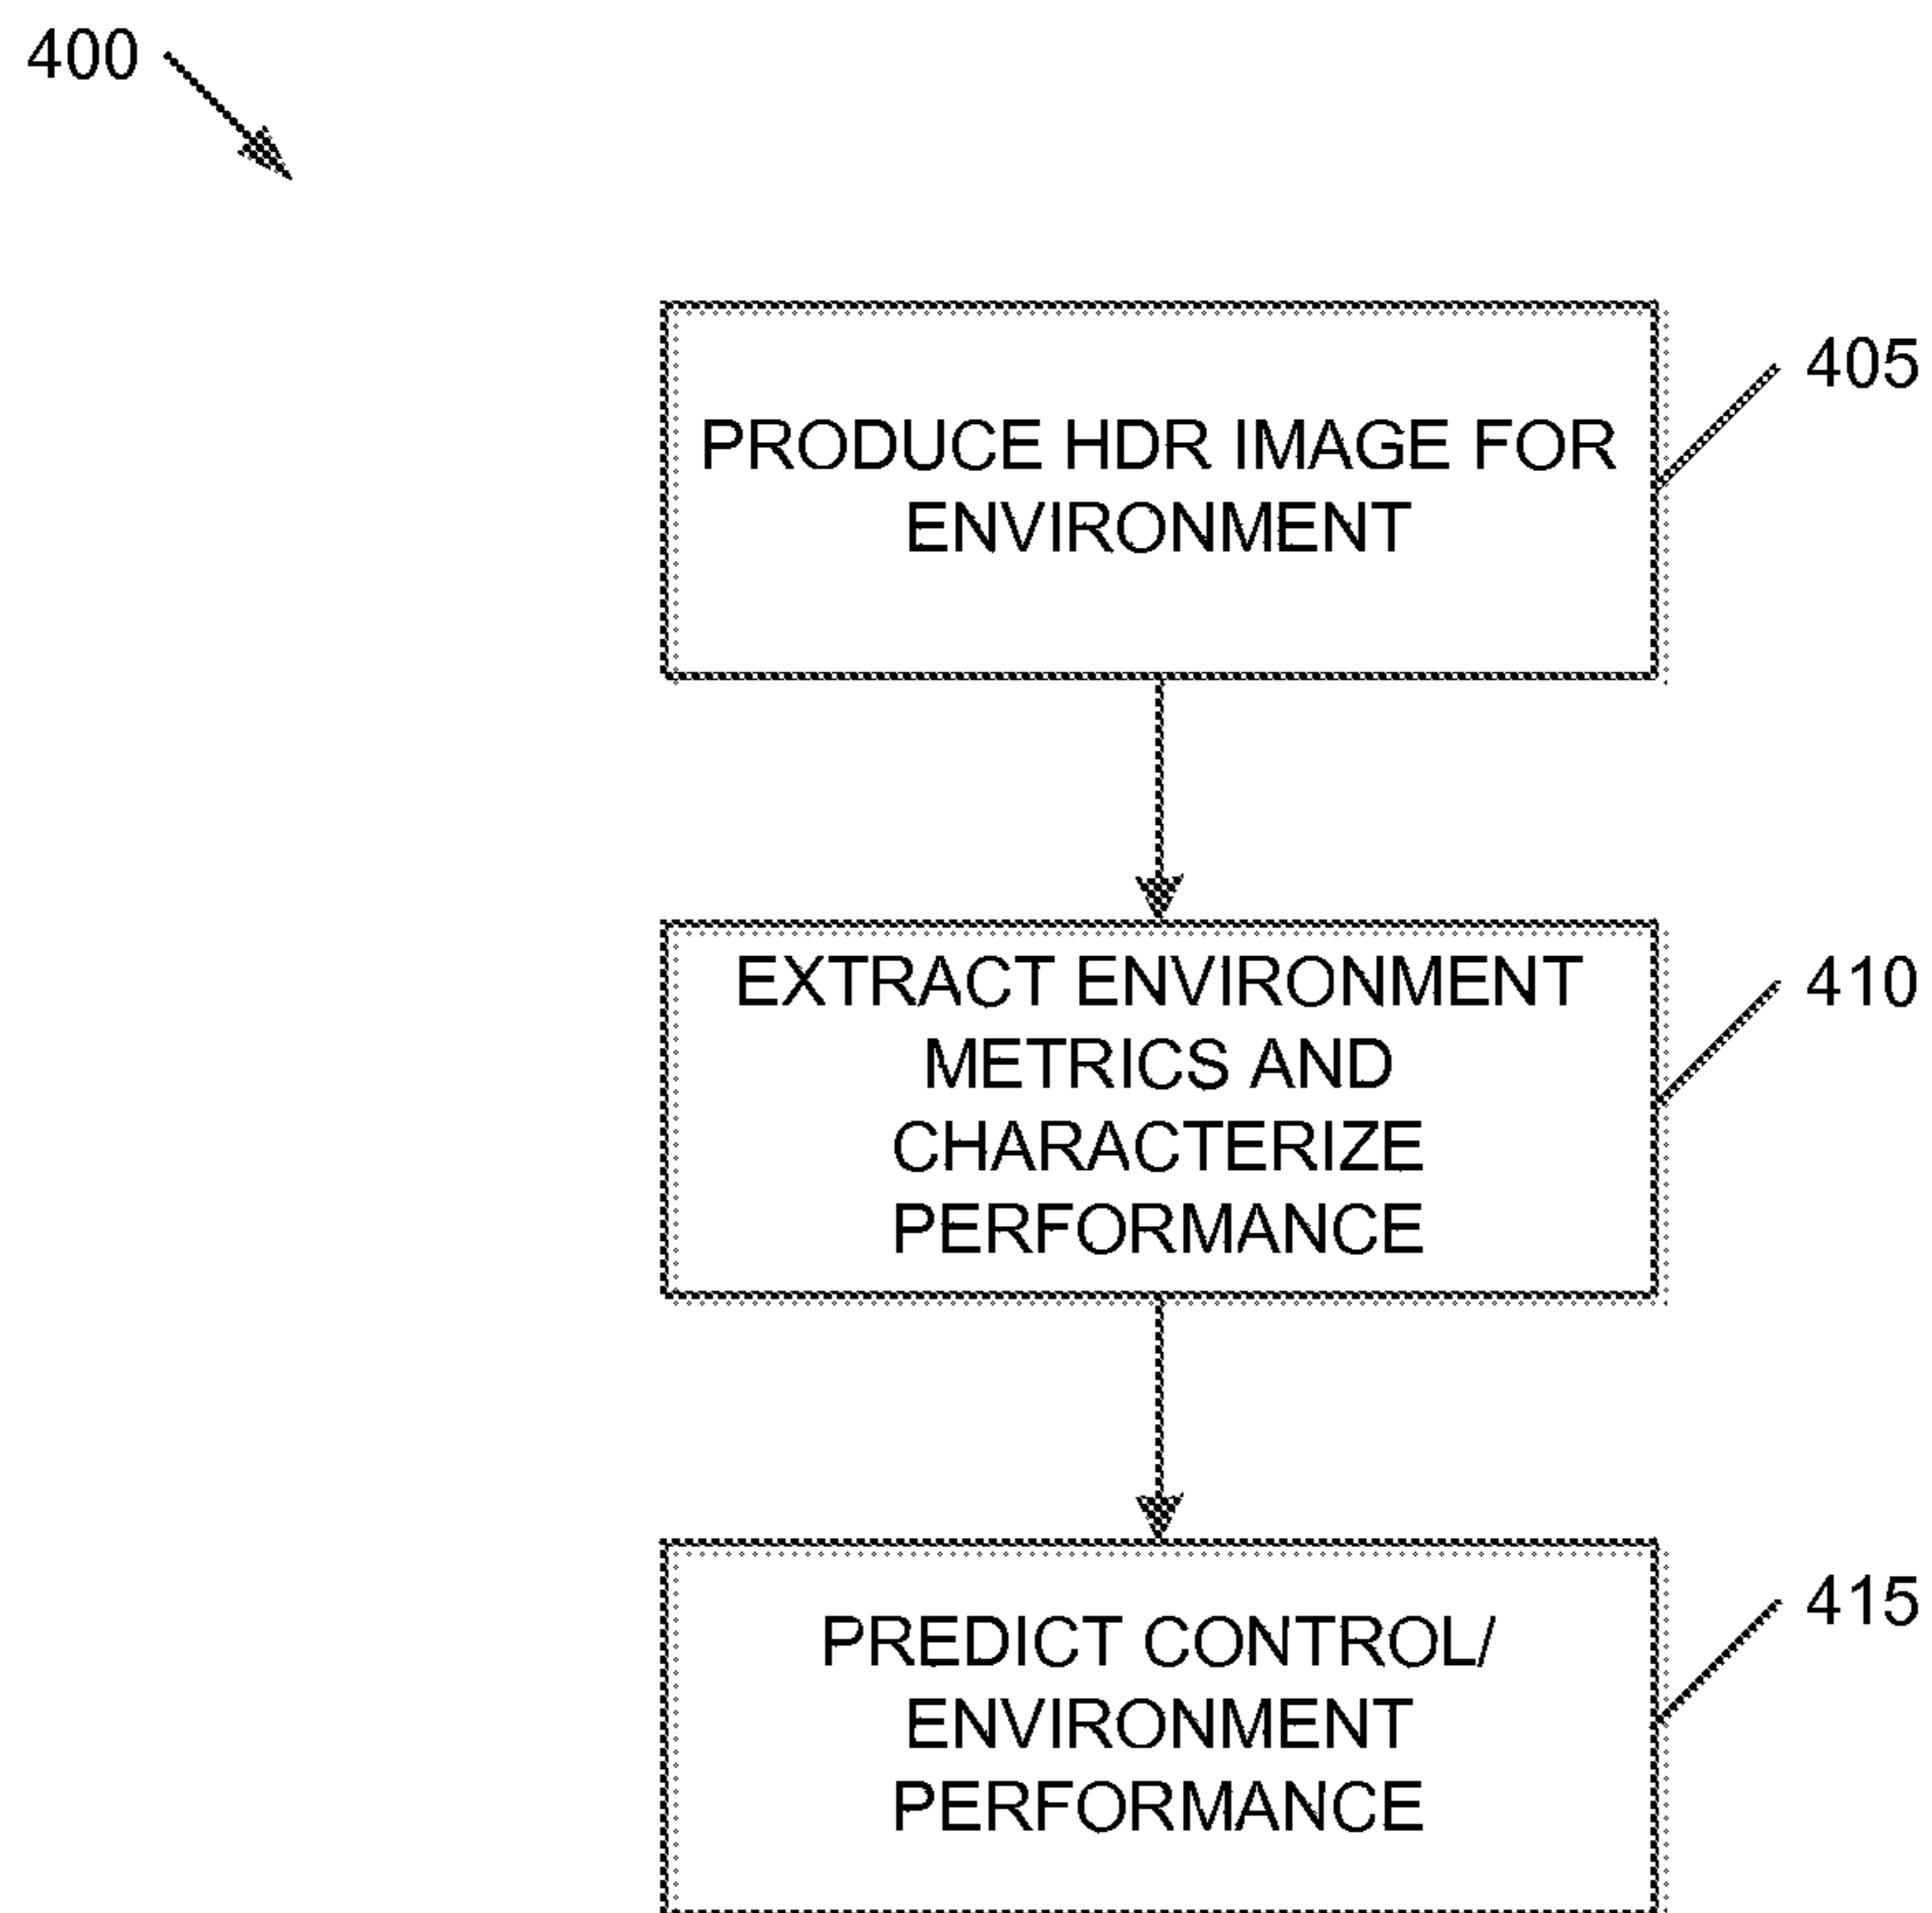 400
405
PRODUCE HDR IMAGE FOR
ENVIRONMENT
410
EXTRACT ENVIRONMENT
METRICS AND
CHARACTERIZE
PERFORMANCE
415
PREDICT CONTROL/
ENVIRONMENT
PERFORMANCE